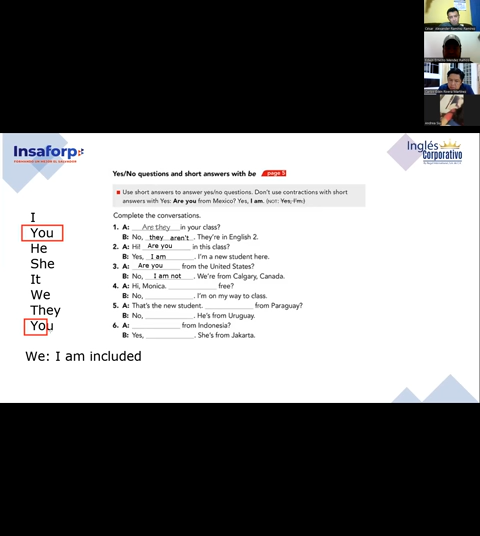 Insaforp
Inglés
Corporativo
Yes/No questions and short answers with be page 5
Use short answers to answer yes/no questions. Don't use contractions with short
answers with Yes: Are you from Mexico? Yes, I am. (NOT: Yes, I'm.)
Complete the conversations.
1. A: Are they in your class?
B: No, they aren't. They're in English 2.
2. A: Hi! Are you in this class?
B: Yes, I am. I'm a new student here.
3. A: Are you from the United States?
B: No, I am not. We're from Calgary, Canada.
4. A: Hi, Monica. free?
B: No, . I'm on my way to class.
5. A: That's the new student. from Paraguay?
B: No, . He's from Uruguay.
6. A: from Indonesia?
B: Yes, . She's from Jakarta.
I
You
He
She
It
We
They
You
We: I am included